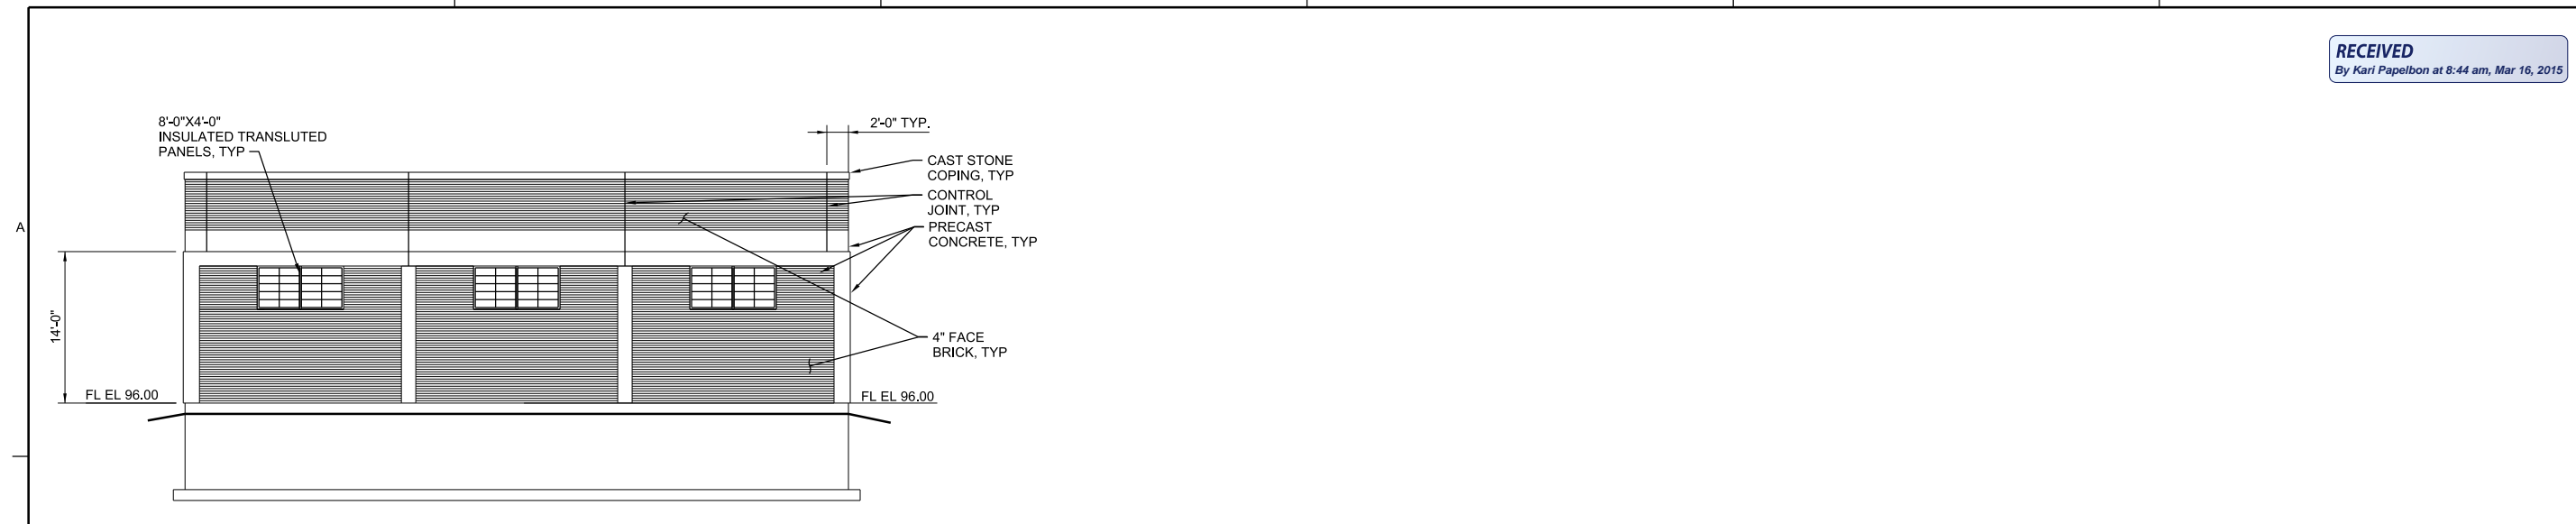 RECEIVED
By Kari Papelbon at 8:44 am, Mar 16, 2015
8'-0"X4'-0"
INSULATED TRANSLUTED
PANELS, TYP
2'-0" TYP.
CAST STONE
COPING, TYP
CONTROL
JOINT, TYP
PRECAST
CONCRETE, TYP
A
14'-0"
4" FACE
BRICK, TYP
FL EL 96.00
FL EL 96.00